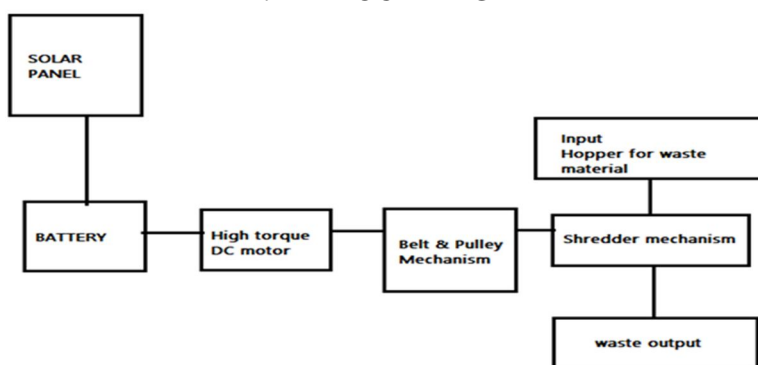 SOLAR
PANEL
Input
Hopper for waste
material
BATTERY
High torque
DC motor
Belt & Pulley
Mechanism
Shredder mechanism
waste output